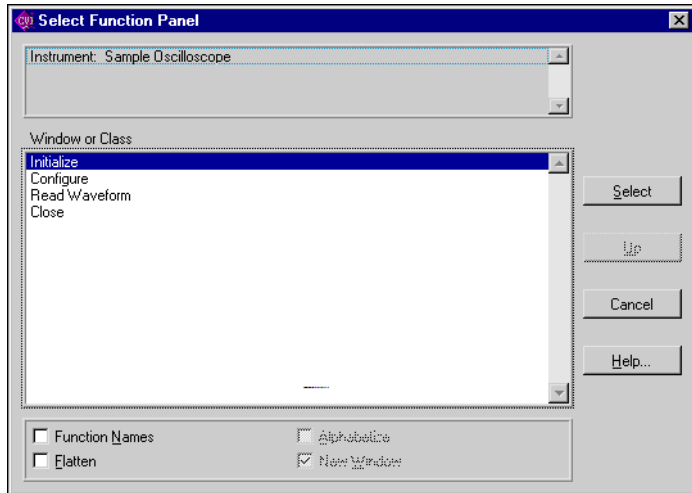 CVI Select Function Panel
Instrument: Sample Oscilloscope
Window or Class
Initialize
Configure
Read Waveform
Close
Select
Up
Cancel
Help...
Function Names
Alphabetize
Flatten
New Window